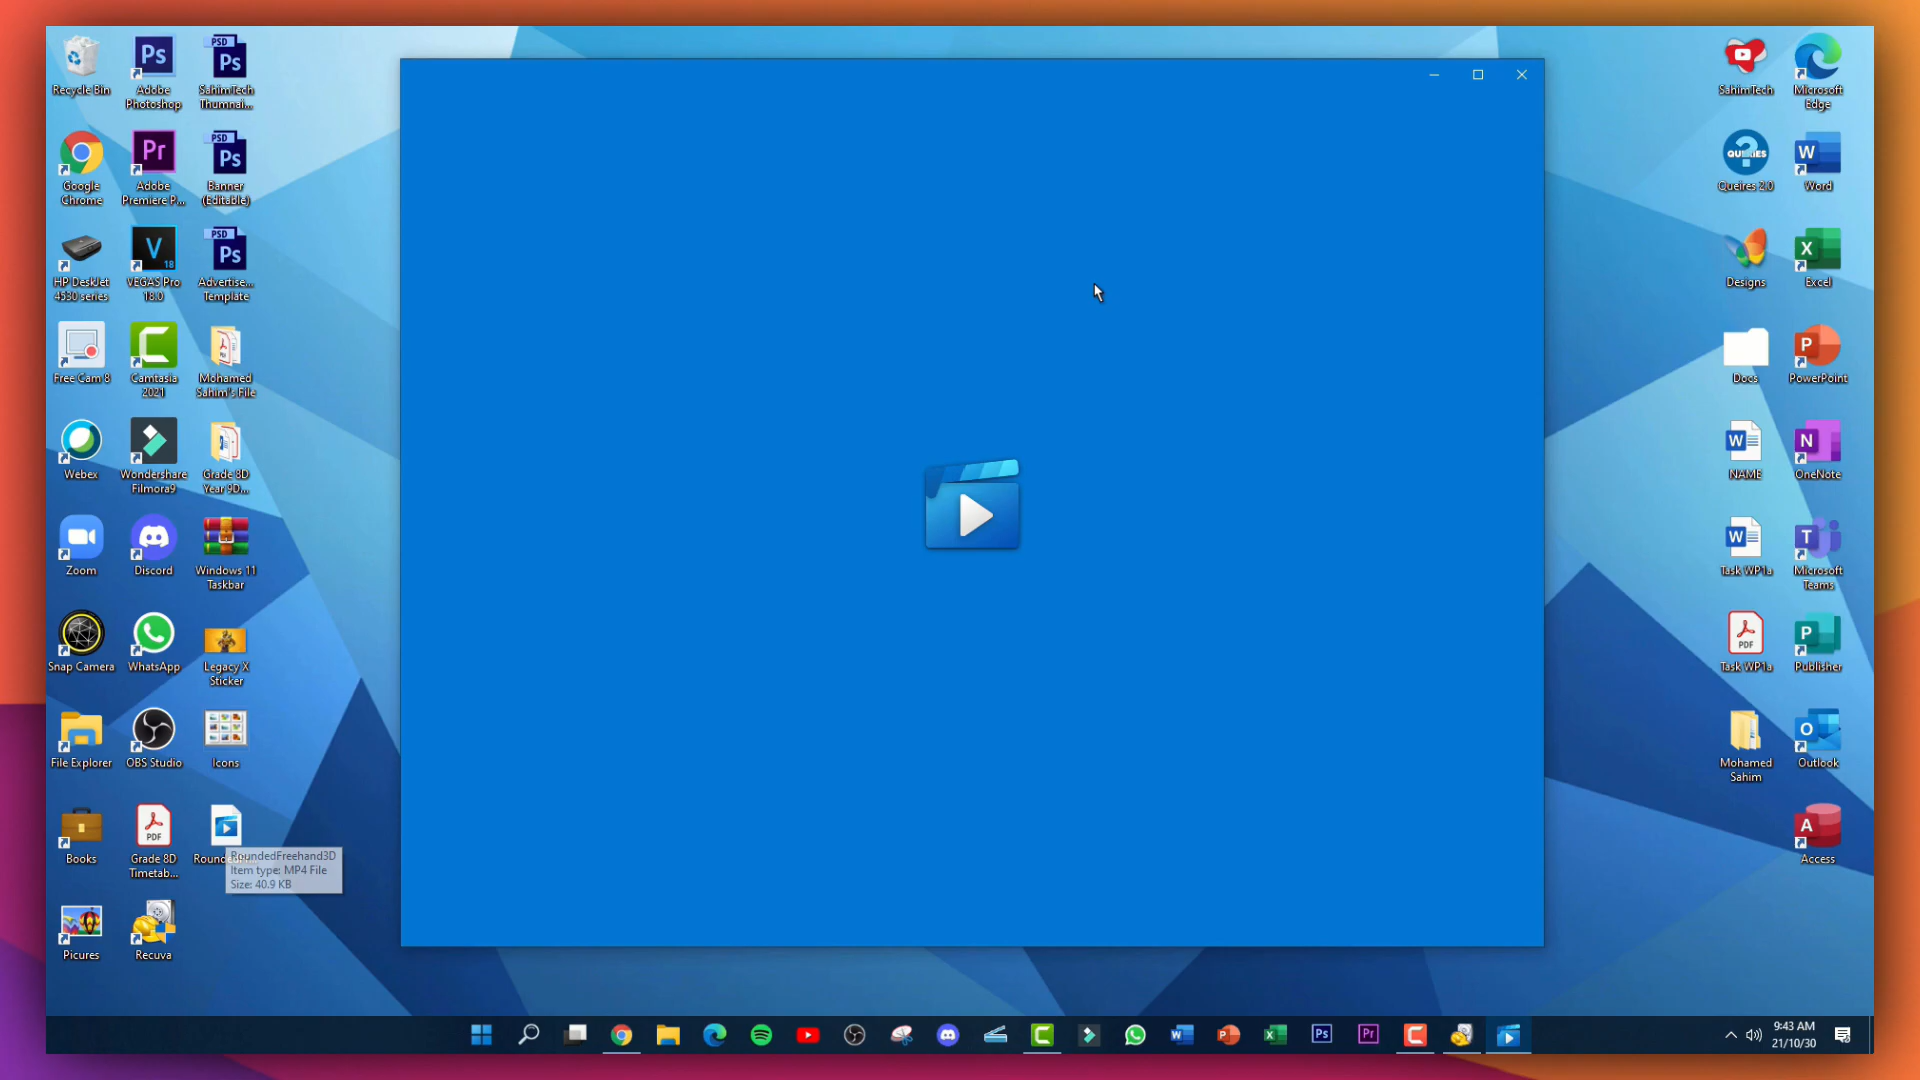 Recycle Bin
Adobe
Photoshop
SahimTech
Thumnai...
Google
Chrome
Adobe
Premiere P...
Banner
(Editable)
HP DeskJet
4530 series
VEGAS Pro
18.0
Advertise...
Template
Free Cam 8
Camtasia
2021
Mohamed
Sahim's File
Webex
Wondershare
Filmora9
Grade 8D
Year 9D...
Zoom
Discord
Windows 11
Taskbar
Snap Camera
WhatsApp
Legacy X
Sticker
File Explorer
OBS Studio
Icons
Books
Grade 8D
Timetab...
RoundedFreehand3D
Item type: MP4 File
Size: 40.9 KB
Picures
Recuva
SahimTech
Microsoft
Edge
QUERIES
Queires 2.0
Word
Designs
Excel
Docs
PowerPoint
NAME
OneNote
Task WP1a
Microsoft
Teams
Task WP1a
Publisher
Mohamed
Sahim
Outlook
Access
9:43 AM
21/10/30